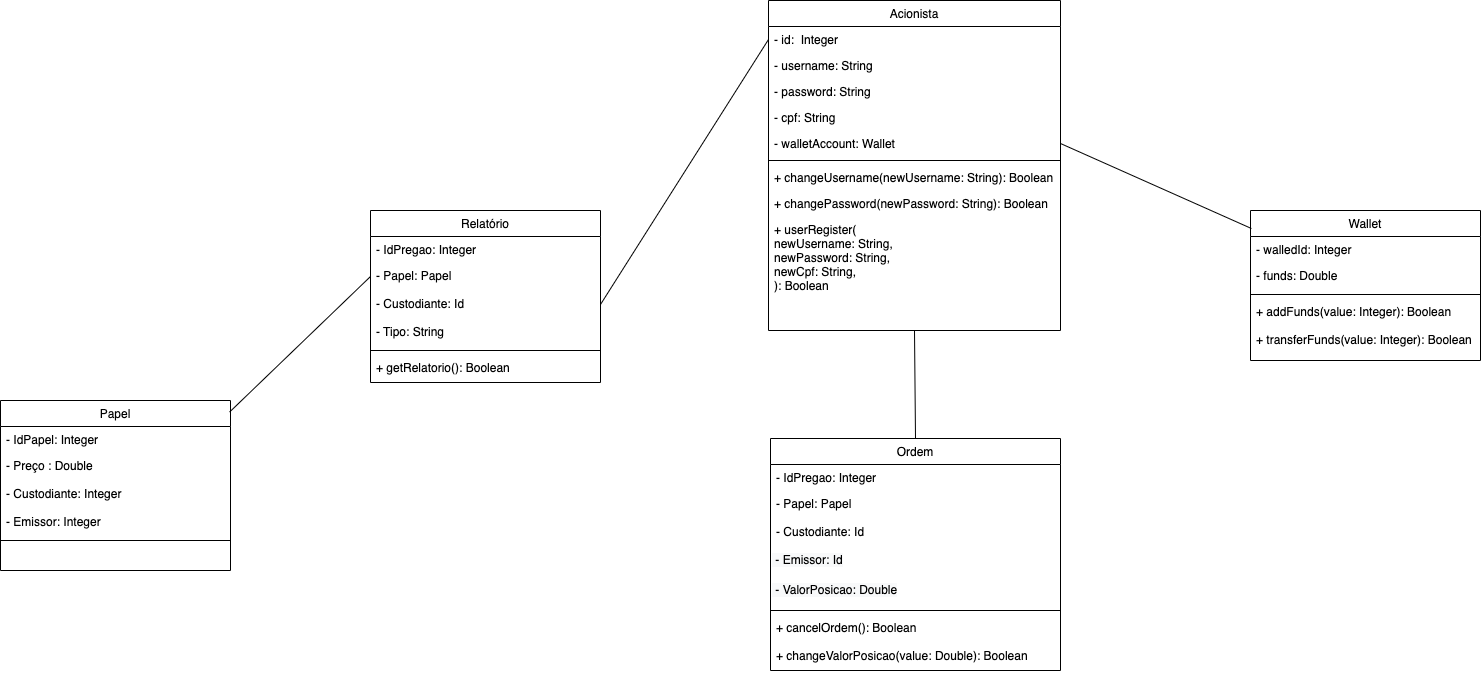 Acionista
- id:  Integer
- username: String
- password: String
- cpf: String
- walletAccount: Wallet
+ changeUsername(newUsername: String): Boolean
+ changePassword(newPassword: String): Boolean
+ userRegister(
newUsername: String,
newPassword: String,
newCpf: String,
): Boolean
Relatório
- IdPregao: Integer
- Papel: Papel
- Custodiante: Id
- Tipo: String
+ getRelatorio(): Boolean
Wallet
- walledId: Integer
- funds: Double
+ addFunds(value: Integer): Boolean
+ transferFunds(value: Integer): Boolean
Papel
- IdPapel: Integer
- Preço : Double
- Custodiante: Integer
- Emissor: Integer
Ordem
- IdPregao: Integer
- Papel: Papel
- Custodiante: Id
- Emissor: Id
- ValorPosicao: Double
+ cancelOrdem(): Boolean
+ changeValorPosicao(value: Double): Boolean